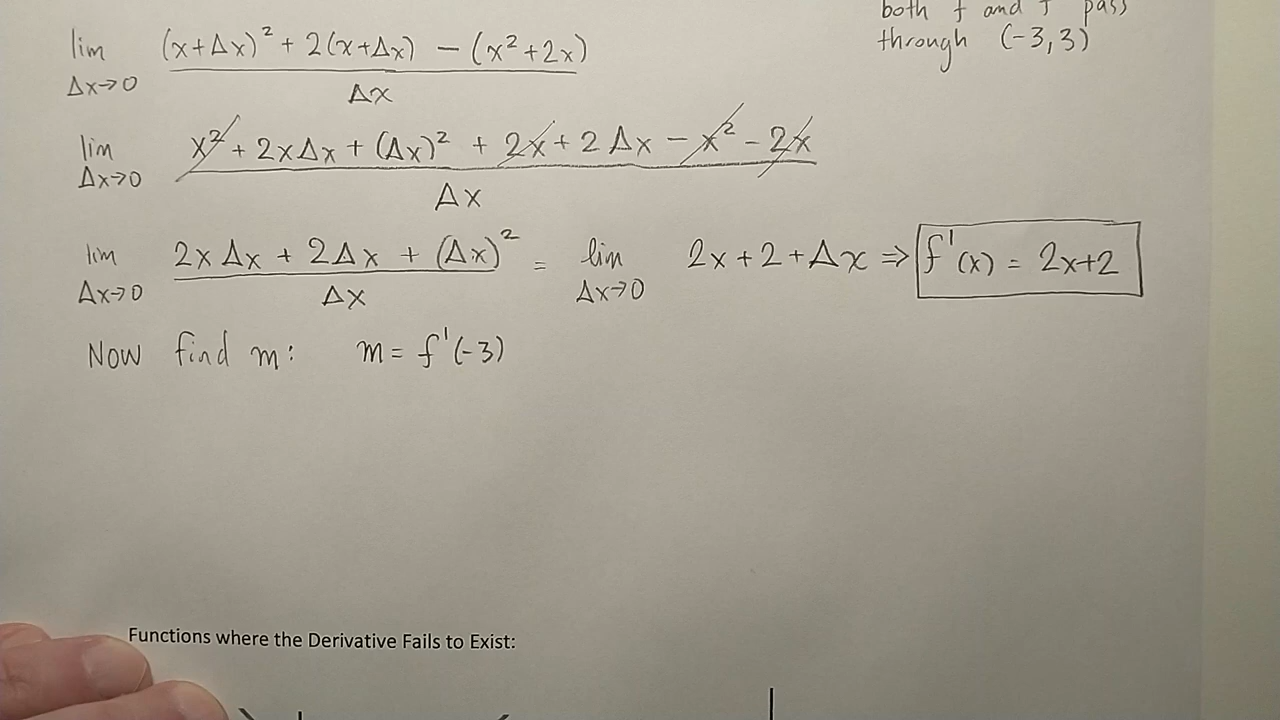 both f and T pass
through (-3,3)
lim Δx→0 (x+Δx)² + 2(x+Δx) - (x²+2x) / Δx
lim Δx→0 x² + 2xΔx + (Δx)² + 2x + 2Δx - x² - 2x / Δx
lim Δx→0 2xΔx + 2Δx + (Δx)² / Δx = lim Δx→0 2x+2+Δx ⇒ f'(x) = 2x+2
Now find m: m = f'(-3)
Functions where the Derivative Fails to Exist: